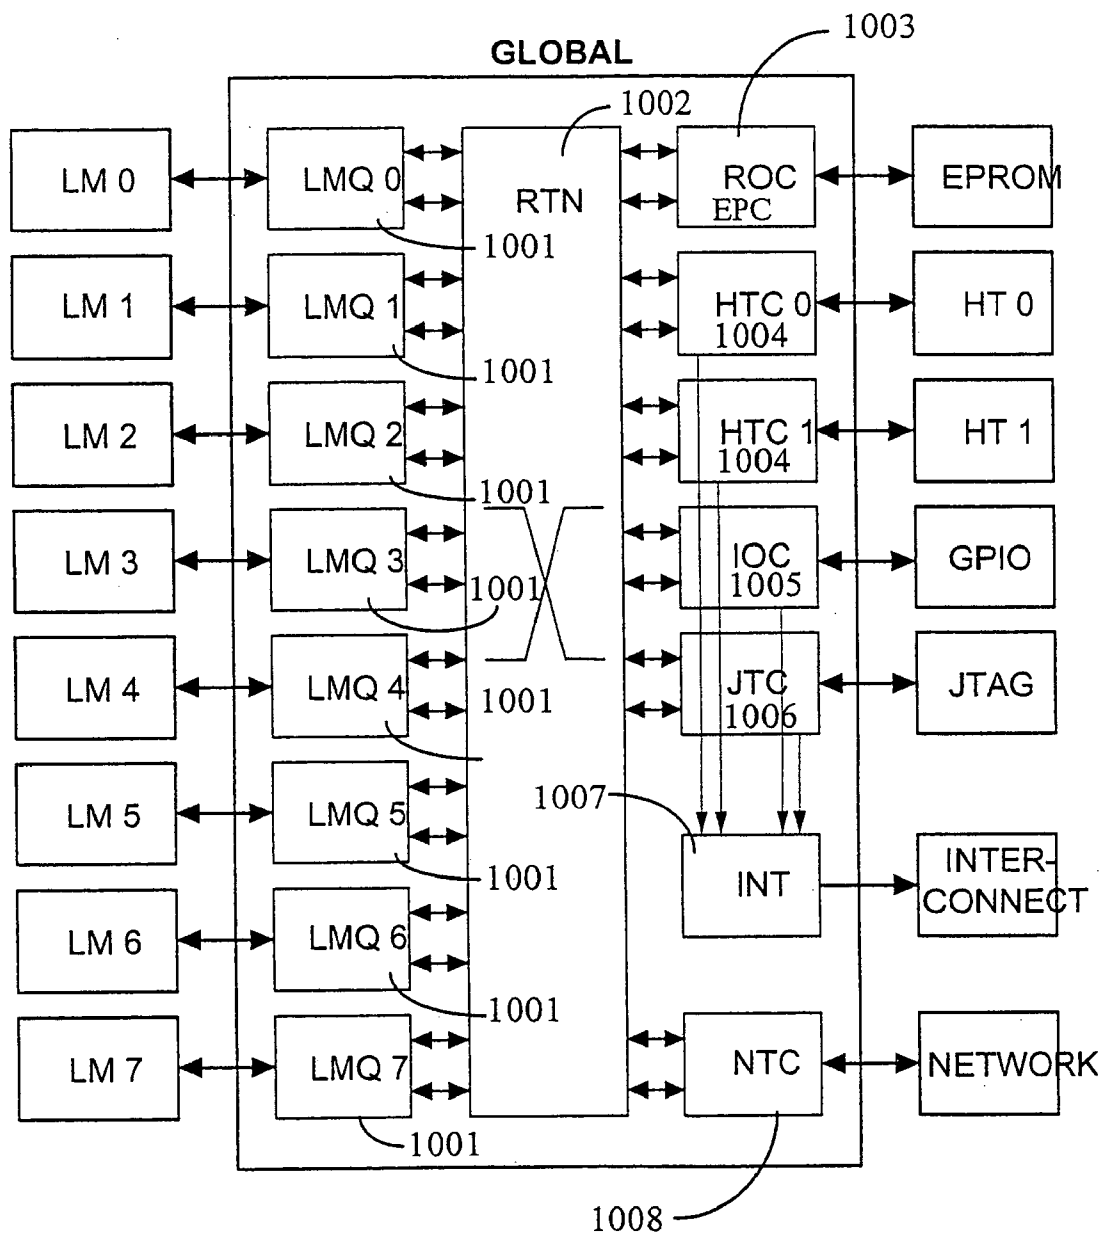 1003
GLOBAL
1002
LM 0
LMQ 0
RTN
ROC
EPC
EPROM
1001
LM 1
LMQ 1
HTC 0
1004
HT 0
1001
LM 2
LMQ 2
HTC 1
1004
HT 1
1001
LM 3
LMQ 3
1001
IOC
1005
GPIO
LM 4
LMQ 4
1001
JTC
1006
JTAG
LM 5
LMQ 5
1001
1007
INT
INTER-
CONNECT
LM 6
LMQ 6
1001
LM 7
LMQ 7
1001
NTC
NETWORK
1008